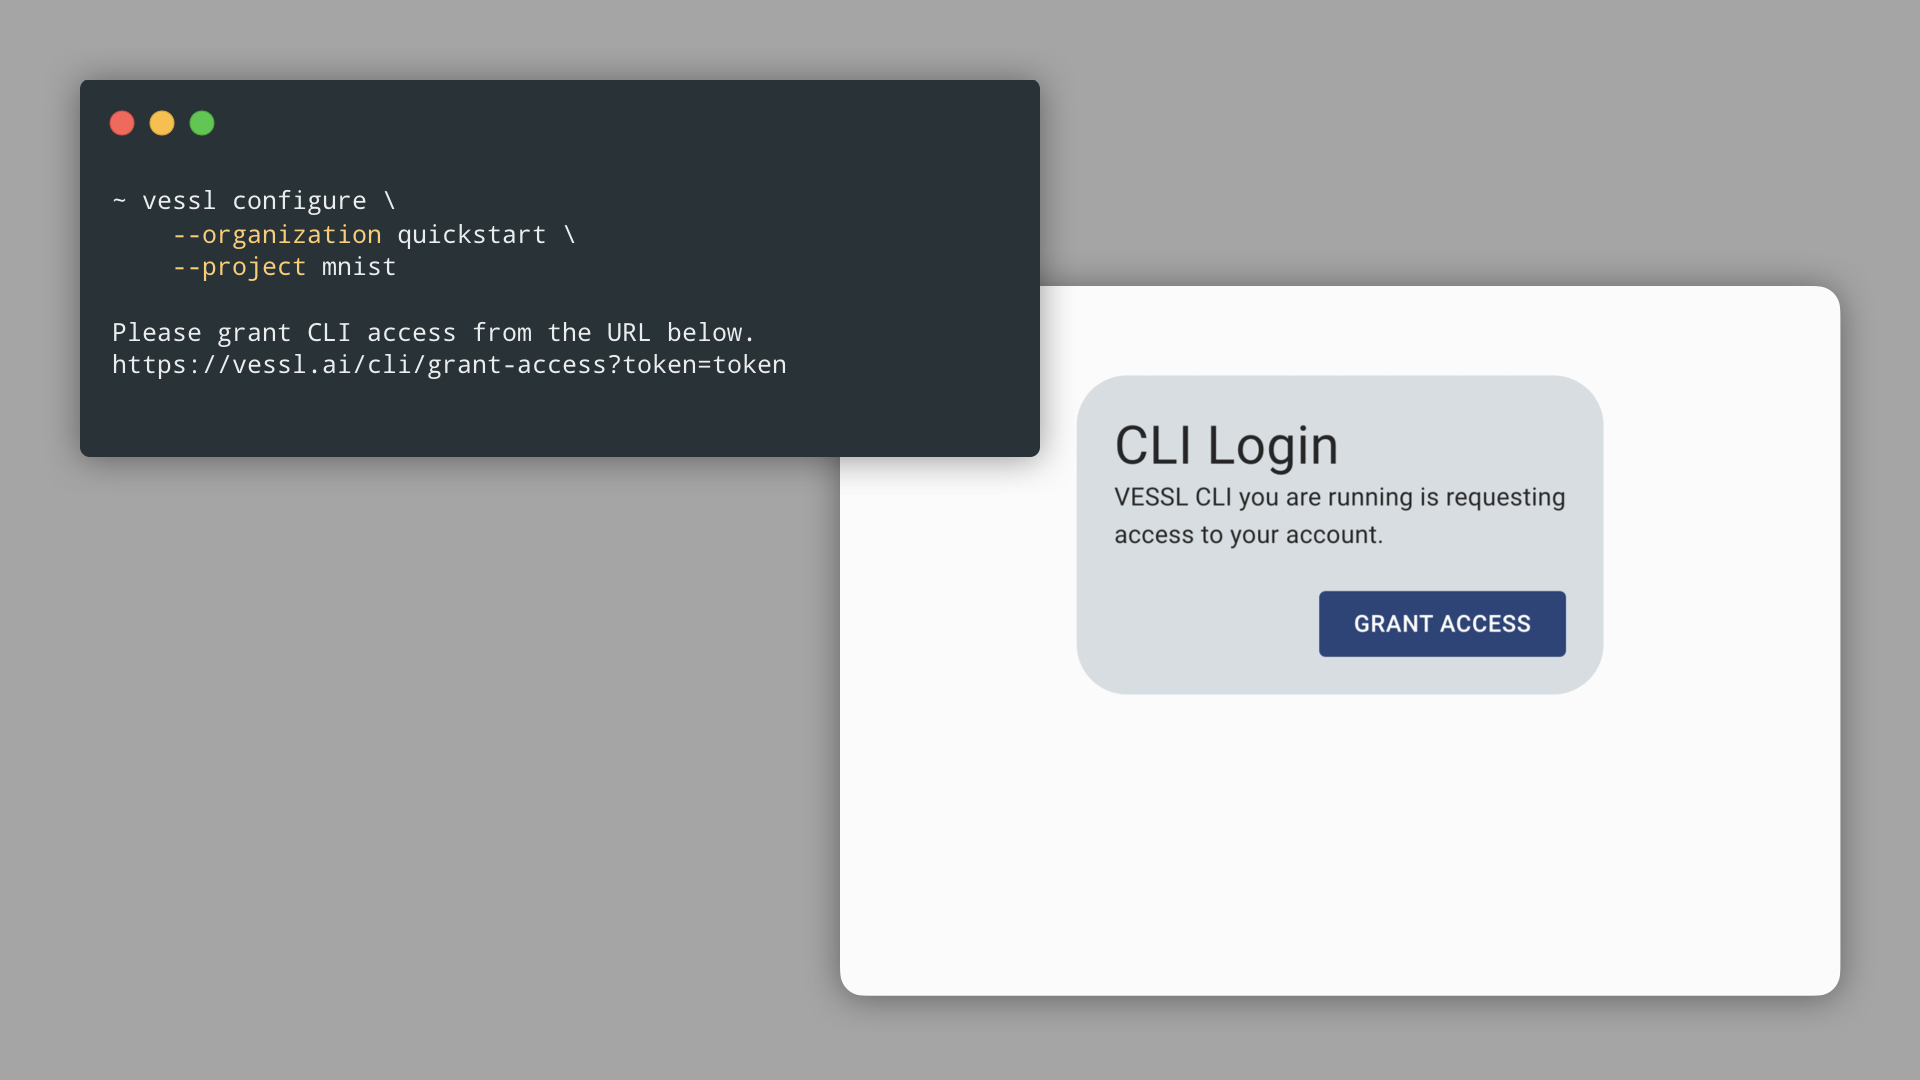 ~ vessl configure \
--organization quickstart \
--project mnist
Please grant CLI access from the URL below.
https://vessl.ai/cli/grant-access?token=token
CLI Login
VESSL CLI you are running is requesting
access to your account.
GRANT ACCESS